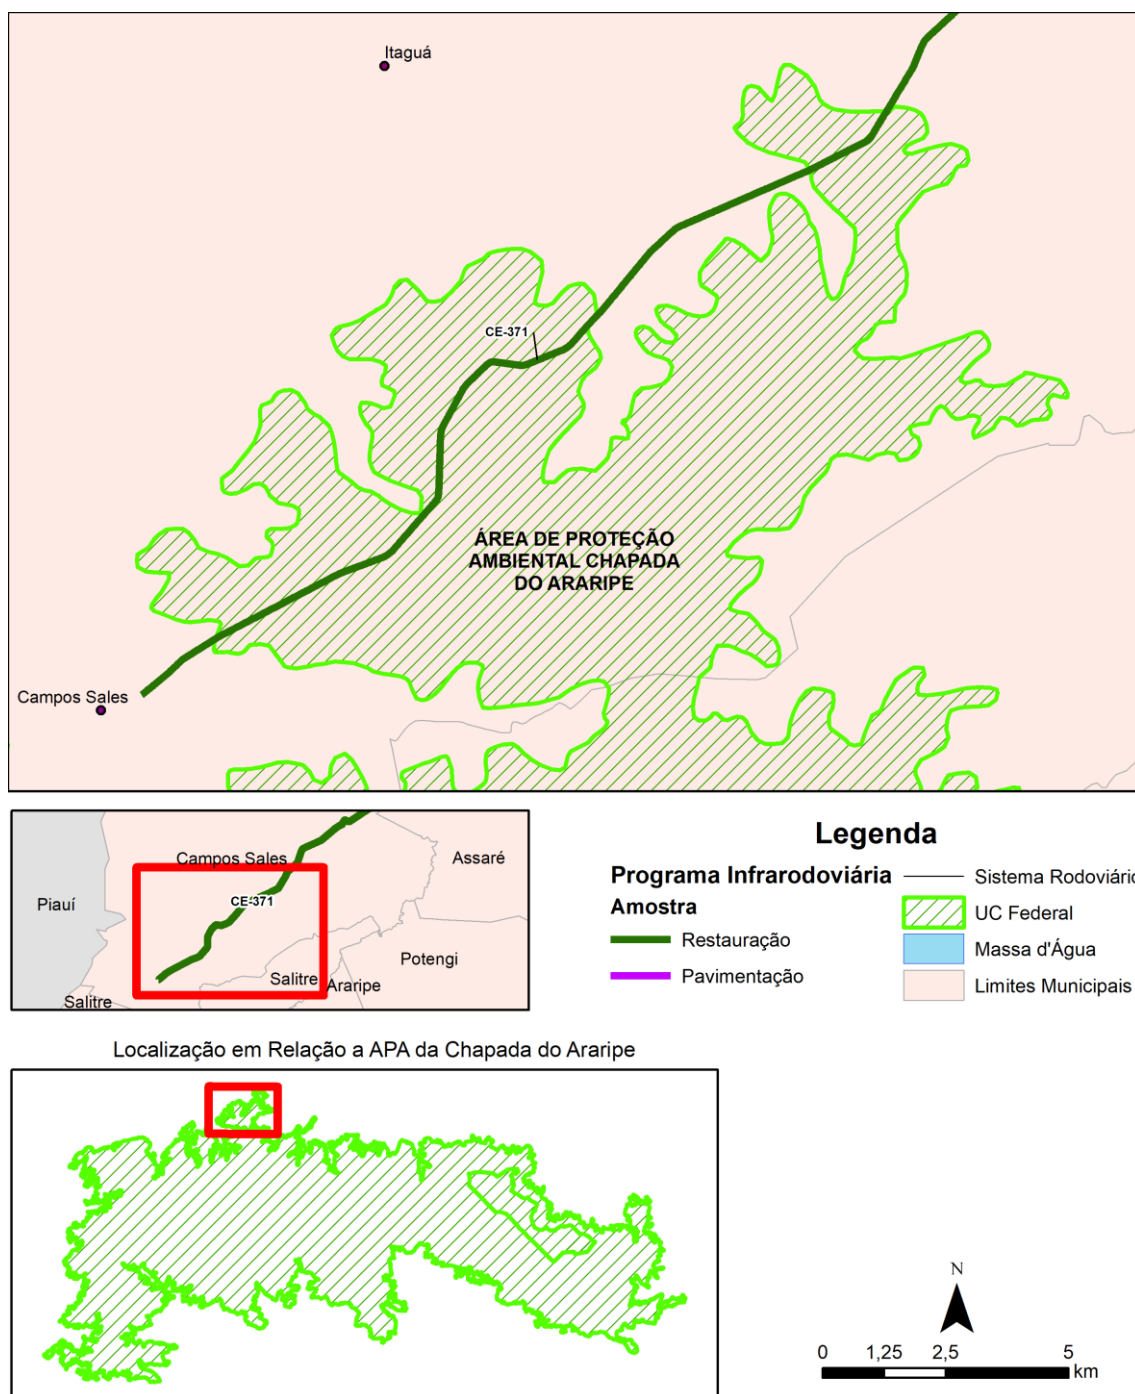 Itaguá
CE-371
ÁREA DE PROTEÇÃO
AMBIENTAL CHAPADA
DO ARARIPE
Campos Sales
Campos Sales
Assaré
Piauí
CE-371
Potengi
Salitre
Araripe
Salitre
Legenda
Programa Infrarodoviária
Amostra
Restauração
Pavimentação
Sistema Rodoviário
UC Federal
Massa d'Água
Limites Municipais
Localização em Relação a APA da Chapada do Araripe
N
0 1,25 2,5 5
km